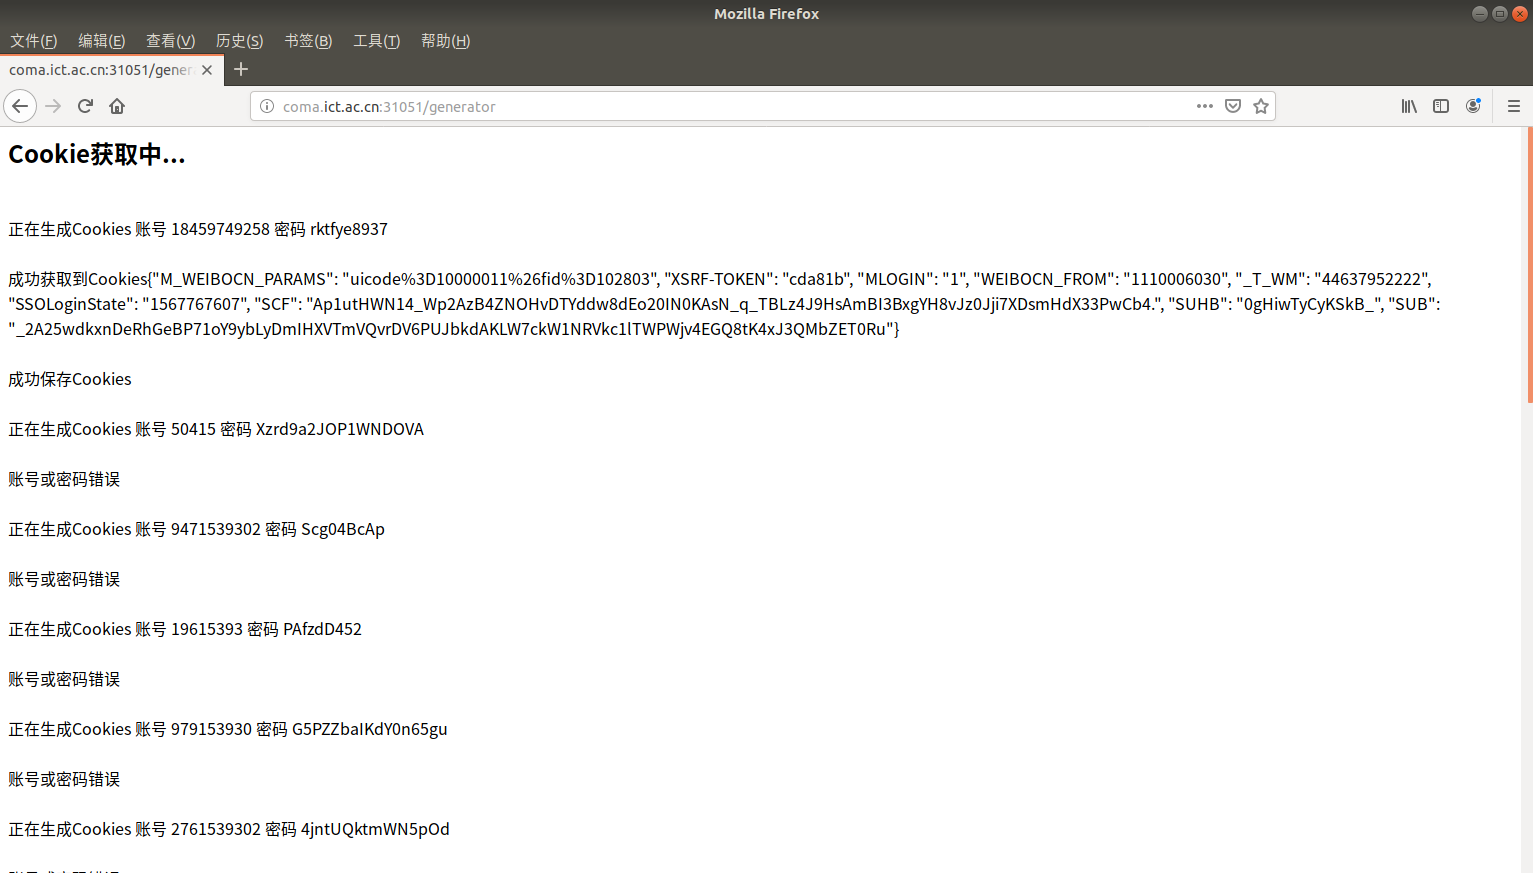 Mozilla Firefox
文件(F) 编辑(E) 查看(V) 历史(S) 书签(B) 工具(T) 帮助(H)
coma.ict.ac.cn:31051/gener
coma.ict.ac.cn:31051/generator
Cookie获取中...
正在生成Cookies 账号 18459749258 密码 rktfye8937
成功获取到Cookies{"M_WEIBOCN_PARAMS": "uicode%3D10000011%26fid%3D102803", "XSRF-TOKEN": "cda81b", "MLOGIN": "1", "WEIBOCN_FROM": "1110006030", "_T_WM": "44637952222",
"SSOLoginState": "1567767607", "SCF": "Ap1utHWN14_Wp2AzB4ZNOHvDTYddw8dEo20IN0KAsN_q_TBLz4J9HsAmBI3BxgYH8vJz0Jji7XDsmHdX33PwCb4.", "SUHB": "0gHiwTyCyKSkB_", "SUB":
"_2A25wdkxnDeRhGeBP71oY9ybLyDmIHXVTmVQvrDV6PUJbkdAKLW7ckW1NRVkc1lTWPWjv4EGQ8tK4xJ3QMbZET0Ru"}
成功保存Cookies
正在生成Cookies 账号 50415 密码 Xzrd9a2JOP1WNDOVA
账号或密码错误
正在生成Cookies 账号 9471539302 密码 Scg04BcAp
账号或密码错误
正在生成Cookies 账号 19615393 密码 PAfzdD452
账号或密码错误
正在生成Cookies 账号 979153930 密码 G5PZZbaIKdY0n65gu
账号或密码错误
正在生成Cookies 账号 2761539302 密码 4jntUQktmWN5pOd